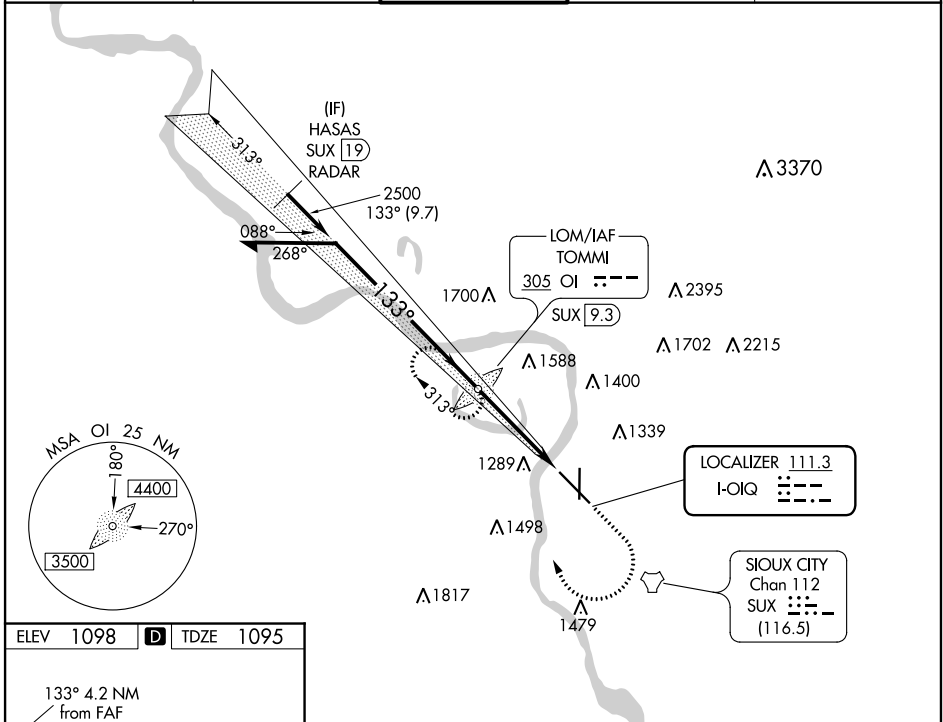 (IF)
HASAS
SUX 19
RADAR
313°
2500
133° (9.7)
088°
268°
133°
3370
LOM/IAF
TOMMI
305 OI
SUX 9.3
1700
2395
1588
1702
2215
1400
313°
1339
1289
LOCALIZER 111.3
I-OIQ
MSA OI 25 NM
180°
4400
270°
3500
1498
1817
1479
SIOUX CITY
Chan 112
SUX
(116.5)
ELEV 1098 D TDZE 1095
133° 4.2 NM
from FAF